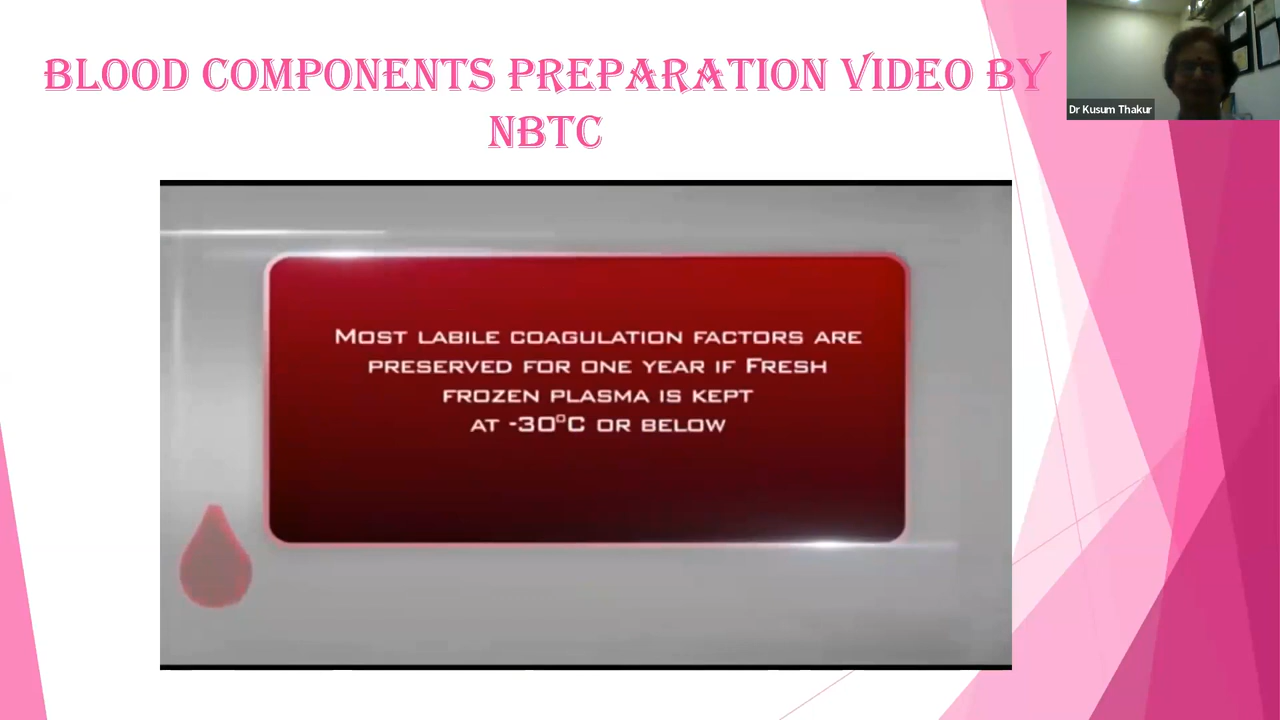 BLOOD COMPONENTS PREPARATION VIDEO BY
NBTC
Dr Kusum Thakur
MOST LABILE COAGULATION FACTORS ARE
PRESERVED FOR ONE YEAR IF FRESH
FROZEN PLASMA IS KEPT
AT -30°C OR BELOW